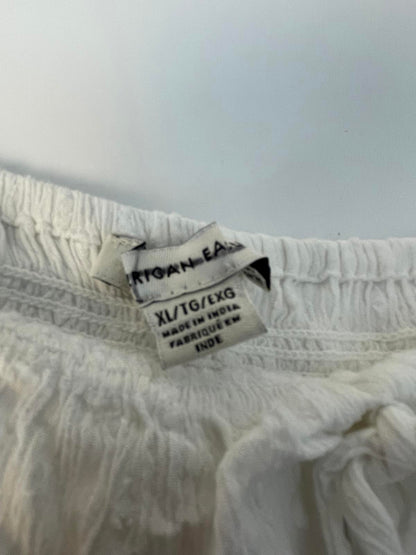 RICAN EA
XL/TG/EXG
MADE IN INDIA
FABRIQUÉ EN
INDE